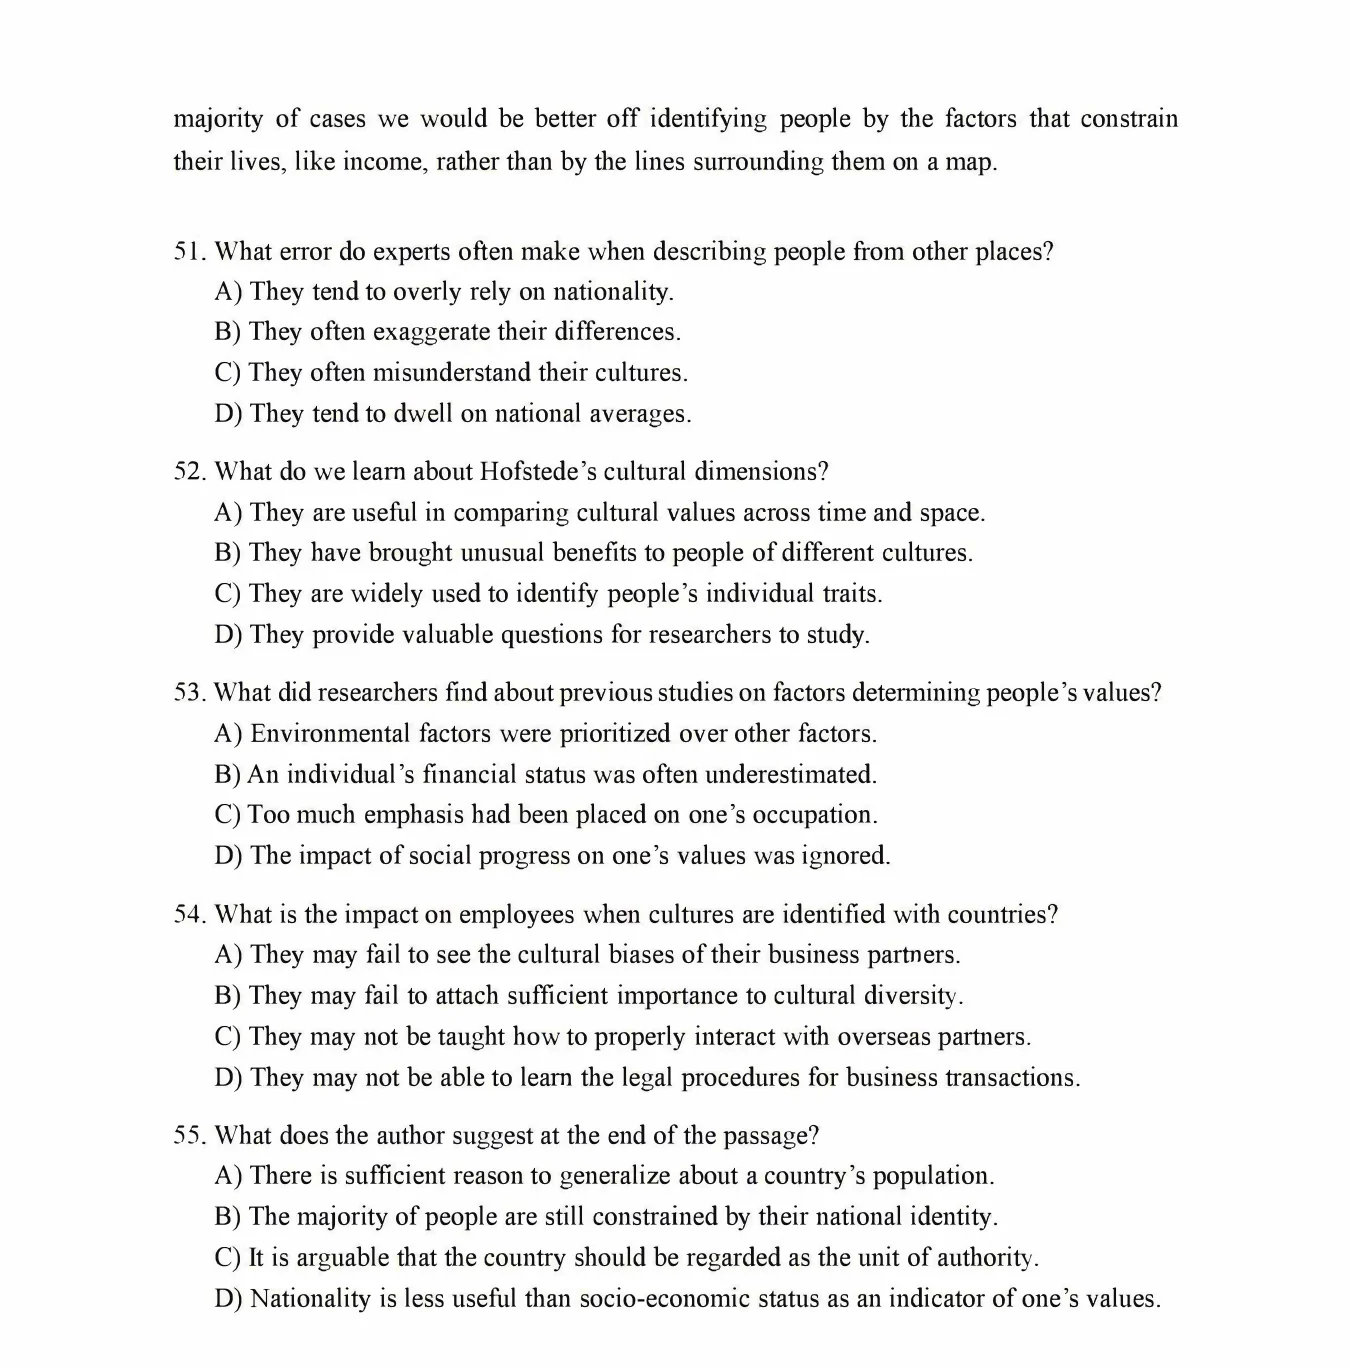 majority of cases we would be better off identifying people by the factors that constrain
their lives, like income, rather than by the lines surrounding them on a map.
51. What error do experts often make when describing people from other places?
A) They tend to overly rely on nationality.
B) They often exaggerate their differences.
C) They often misunderstand their cultures.
D) They tend to dwell on national averages.
52. What do we learn about Hofstede’s cultural dimensions?
A) They are useful in comparing cultural values across time and space.
B) They have brought unusual benefits to people of different cultures.
C) They are widely used to identify people’s individual traits.
D) They provide valuable questions for researchers to study.
53. What did researchers find about previous studies on factors determining people’s values?
A) Environmental factors were prioritized over other factors.
B) An individual’s financial status was often underestimated.
C) Too much emphasis had been placed on one’s occupation.
D) The impact of social progress on one’s values was ignored.
54. What is the impact on employees when cultures are identified with countries?
A) They may fail to see the cultural biases of their business partners.
B) They may fail to attach sufficient importance to cultural diversity.
C) They may not be taught how to properly interact with overseas partners.
D) They may not be able to learn the legal procedures for business transactions.
55. What does the author suggest at the end of the passage?
A) There is sufficient reason to generalize about a country’s population.
B) The majority of people are still constrained by their national identity.
C) It is arguable that the country should be regarded as the unit of authority.
D) Nationality is less useful than socio-economic status as an indicator of one’s values.